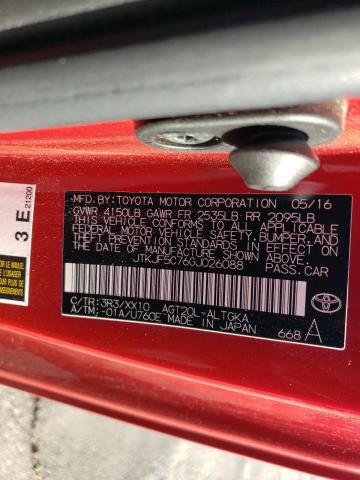 MFD.BY:TOYOTA MOTOR CORPORATION 05/16
GVWR 4150LB GAWR FR 2535LB RR 2095LB
THIS VEHICLE CONFORMS TO ALL APPLICABLE
FEDERAL MOTOR VEHICLE SAFETY, BUMPER, AND
THEFT PREVENTION STANDARDS IN EFFECT ON
THE DATE OF MANUFACTURE SHOWN ABOVE.
JTKJF5C76GJ026088 PASS.CAR
C/TR:3R3/XX10 AGT20L-ALTGKA
A/TM:-01A/U760E MADE IN JAPAN
668 A
TOYOTA
3 E
21200